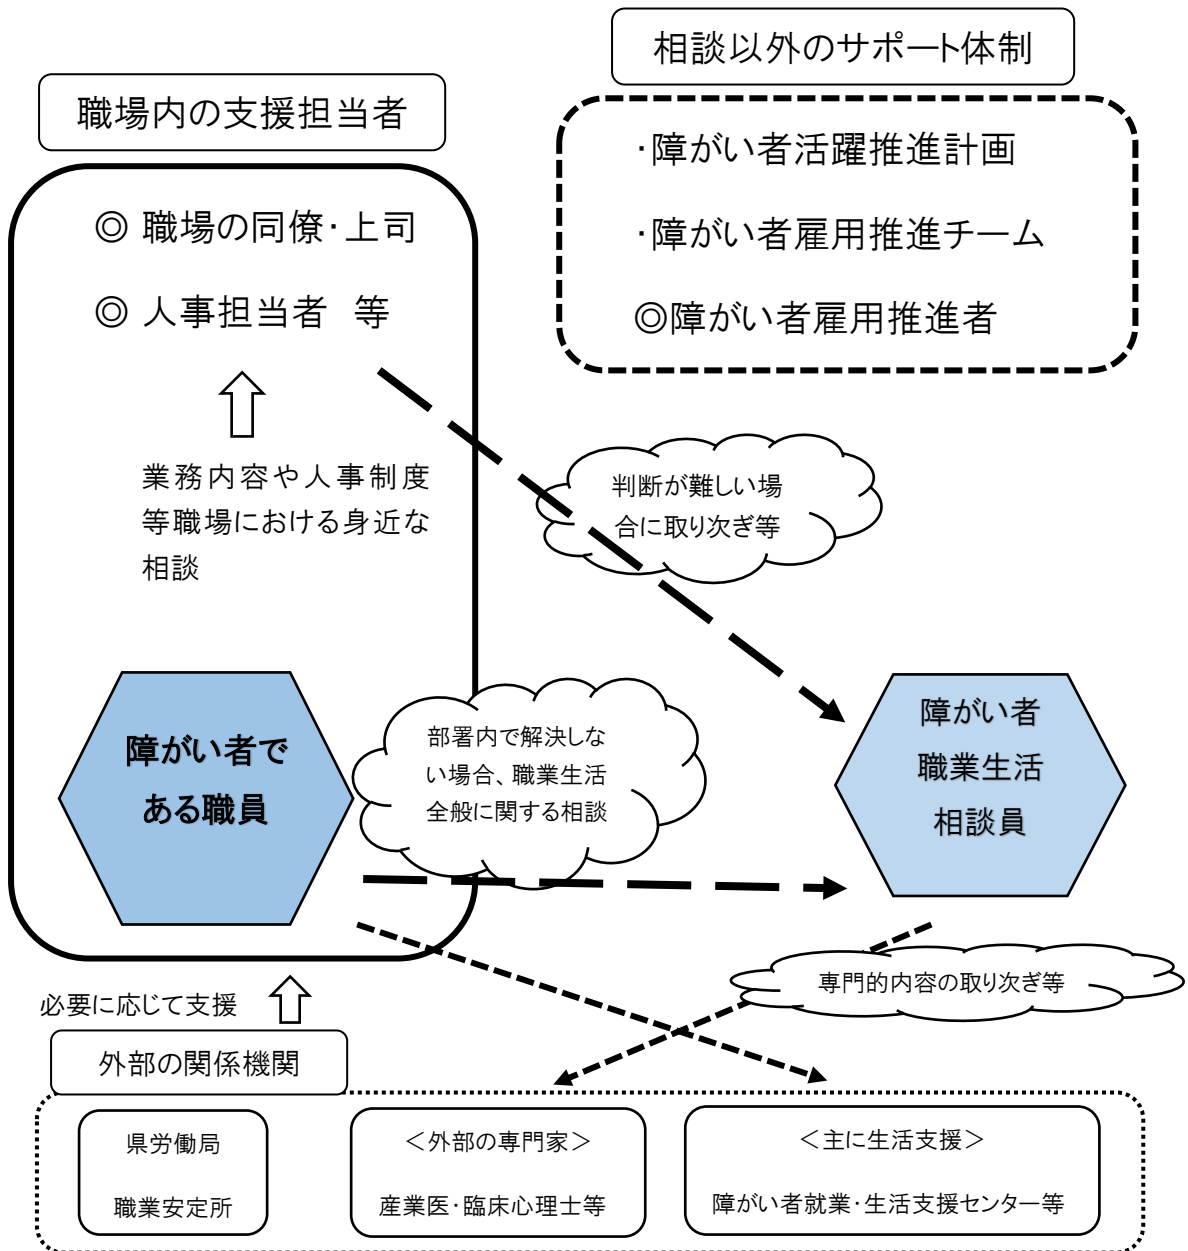 相談以外のサポート体制
・障がい者活躍推進計画
・障がい者雇用推進チーム
◎障がい者雇用推進者
職場内の支援担当者
◎ 職場の同僚・上司
◎ 人事担当者　等
業務内容や人事制度
等職場における身近な
相談
判断が難しい場
合に取り次ぎ等
障がい者で
ある職員
部署内で解決しな
い場合、職業生活
全般に関する相談
障がい者
職業生活
相談員
専門的内容の取り次ぎ等
必要に応じて支援
外部の関係機関
県労働局
職業安定所
＜外部の専門家＞
産業医・臨床心理士等
＜主に生活支援＞
障がい者就業・生活支援センター等